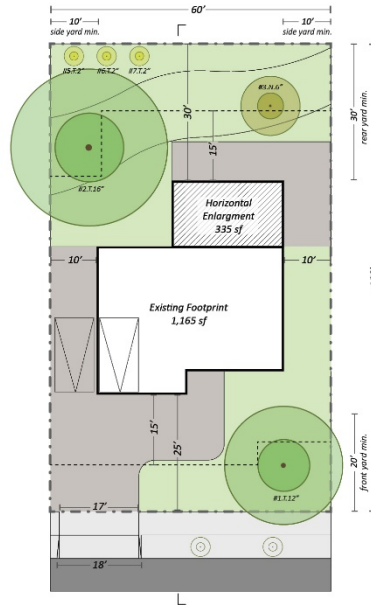 60'
10'
10'
side yard min.
side yard min.
#5.T.2"
#6.T.2"
#7.T.2"
30'
#4.N.6"
15'
30'
rear yard min.
#2.T.16"
Horizontal
Enlargment
335 sf
10'
10'
Existing Footprint
1,165 sf
15'
25'
20'
front yard min.
#1.T.12"
17'
18'